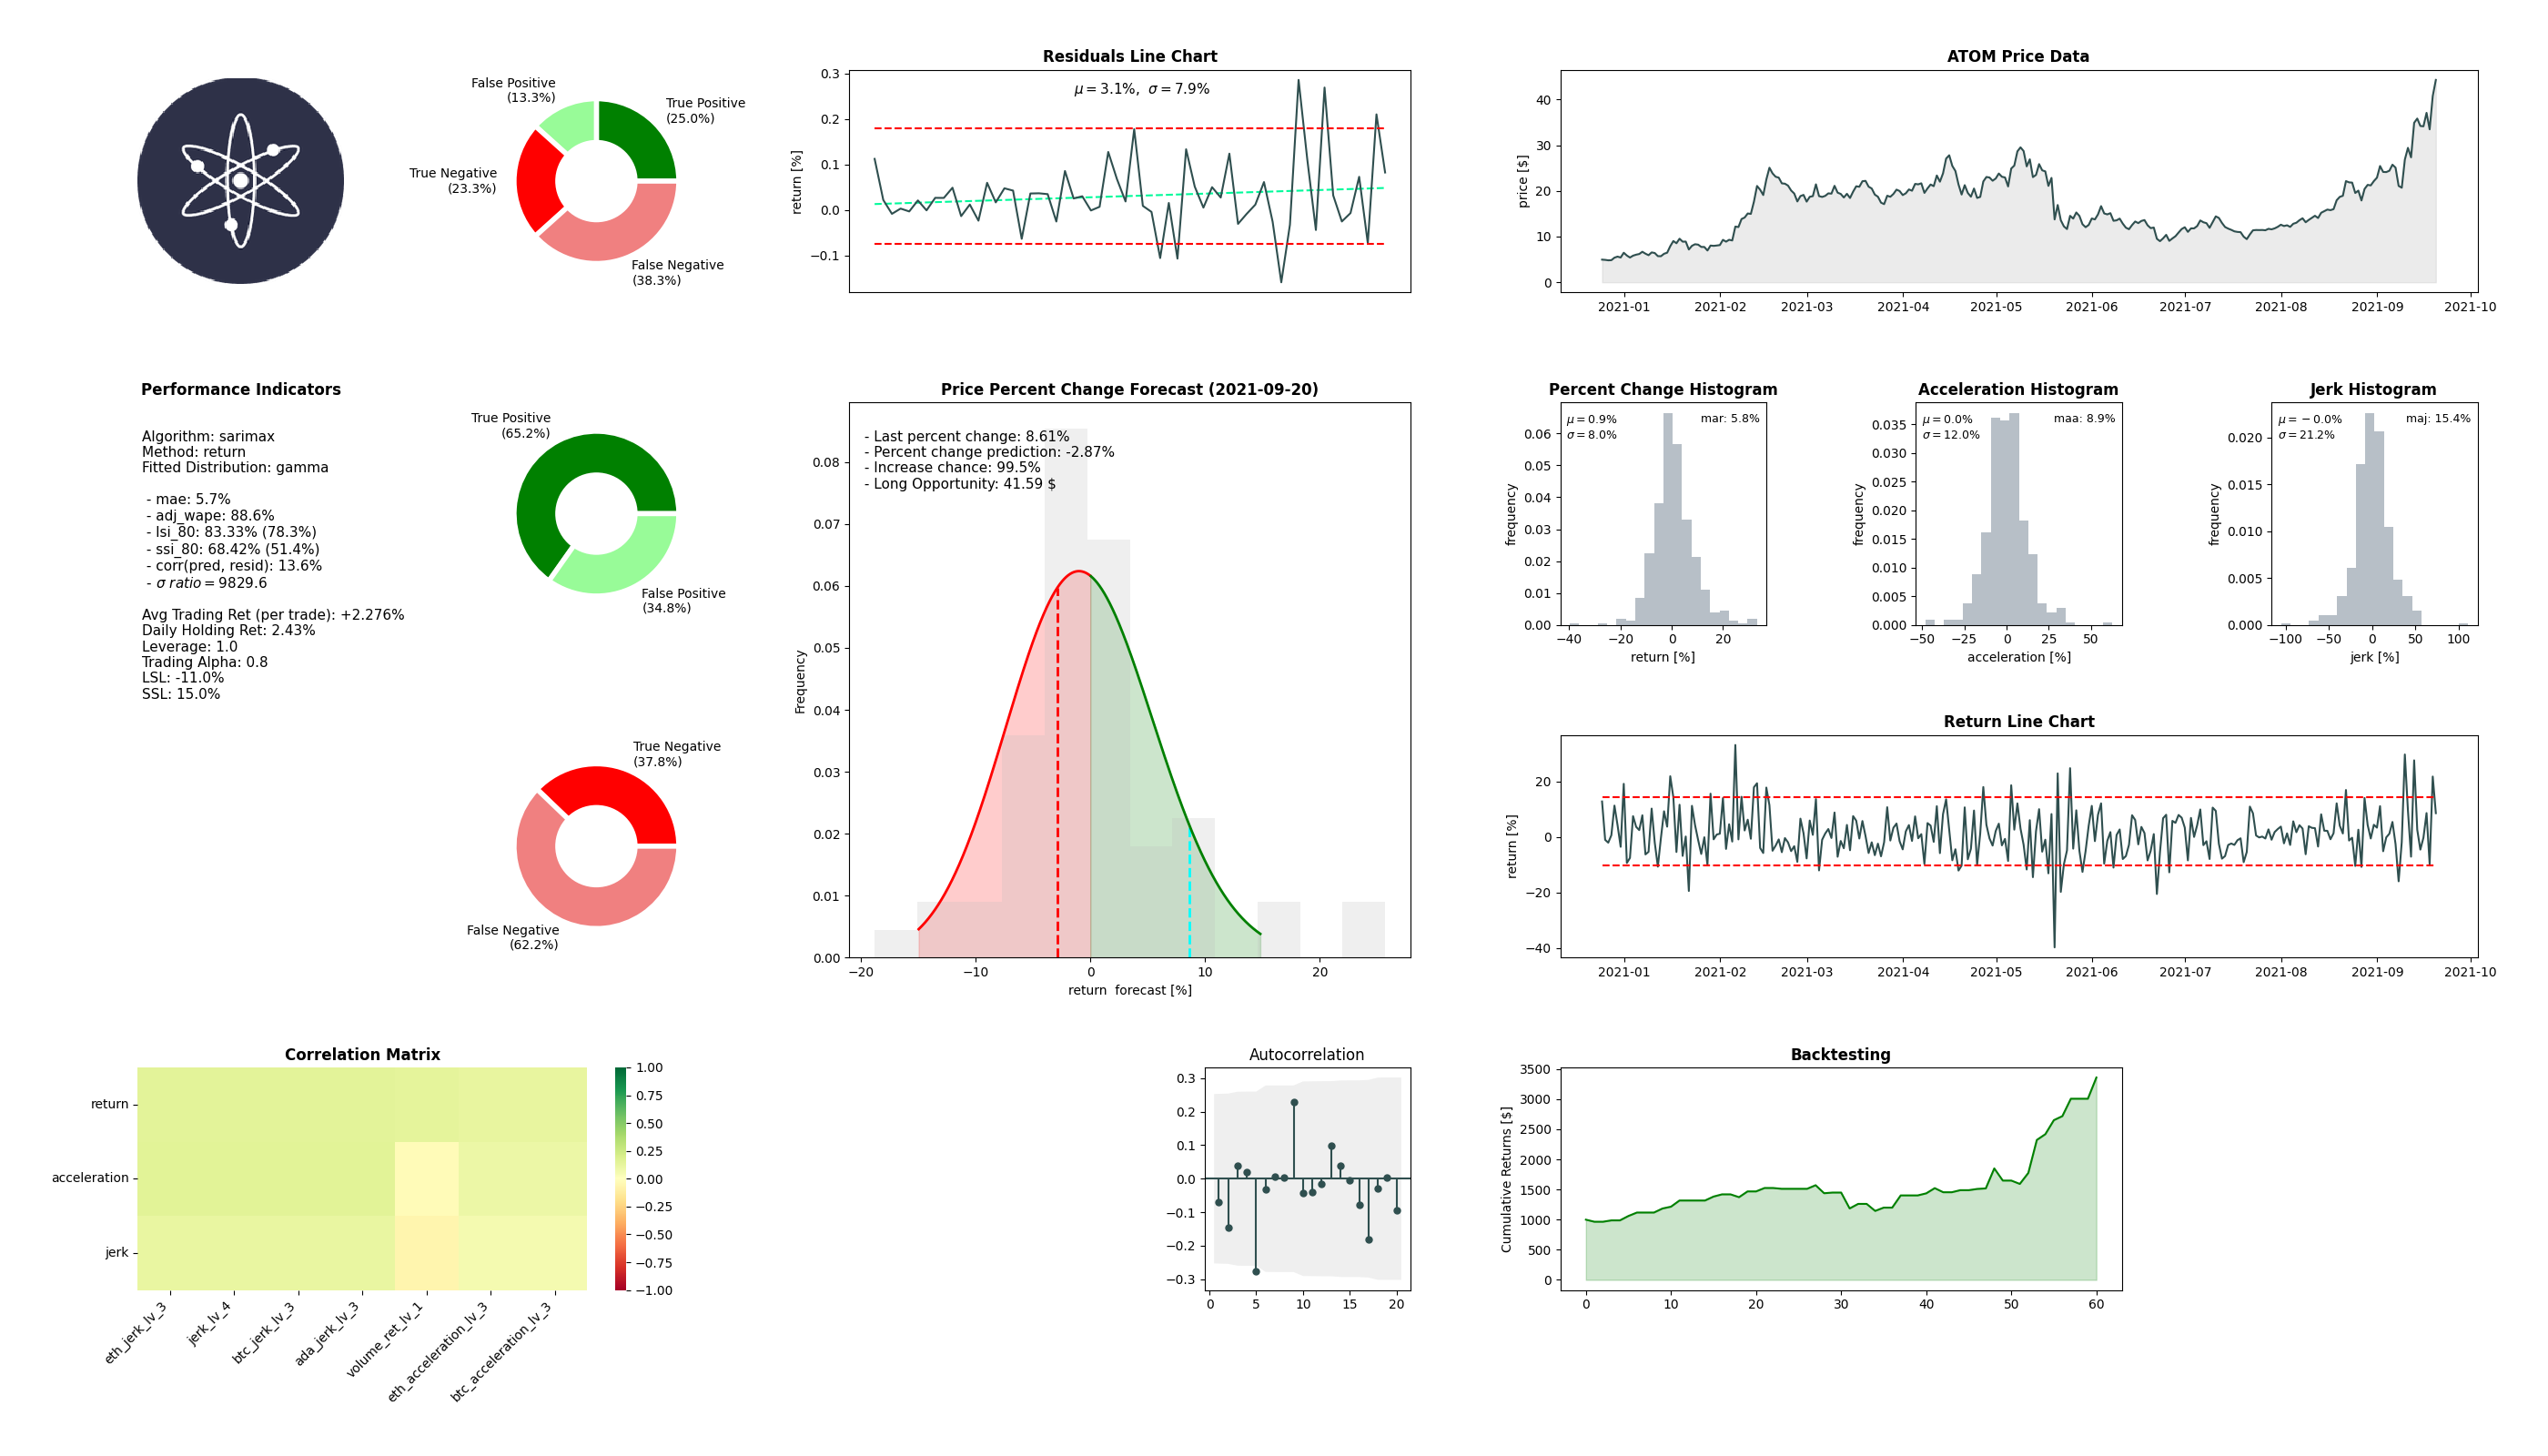 False Positive
(13.3%)
True Positive
(25.0%)
True Negative
(23.3%)
False Negative
(38.3%)
Residuals Line Chart
μ = 3.1%, σ = 7.9%
return [%]
0.3
0.2
0.1
0.0
−0.1
ATOM Price Data
price [$]
40
30
20
10
0
2021-01 2021-02 2021-03 2021-04 2021-05 2021-06 2021-07 2021-08 2021-09 2021-10
Performance Indicators
Algorithm: sarimax
Method: return
Fitted Distribution: gamma
- mae: 5.7%
- adj_wape: 88.6%
- lsi_80: 83.33% (78.3%)
- ssi_80: 68.42% (51.4%)
- corr(pred, resid): 13.6%
- σ ratio = 9829.6
Avg Trading Ret (per trade): +2.276%
Daily Holding Ret: 2.43%
Leverage: 1.0
Trading Alpha: 0.8
LSL: -11.0%
SSL: 15.0%
True Positive
(65.2%)
False Positive
(34.8%)
True Negative
(37.8%)
False Negative
(62.2%)
Price Percent Change Forecast (2021-09-20)
- Last percent change: 8.61%
- Percent change prediction: -2.87%
- Increase chance: 99.5%
- Long Opportunity: 41.59 $
Frequency
0.08
0.07
0.06
0.05
0.04
0.03
0.02
0.01
0.00
−20 −10 0 10 20
return forecast [%]
Percent Change Histogram
μ = 0.9%
σ = 8.0%
mar: 5.8%
frequency
0.06
0.05
0.04
0.03
0.02
0.01
0.00
−40 −20 0 20
return [%]
Acceleration Histogram
μ = 0.0%
σ = 12.0%
maa: 8.9%
frequency
0.035
0.030
0.025
0.020
0.015
0.010
0.005
0.000
−50 −25 0 25 50
acceleration [%]
Jerk Histogram
μ = −0.0%
σ = 21.2%
maj: 15.4%
frequency
0.020
0.015
0.010
0.005
0.000
−100 −50 0 50 100
jerk [%]
Return Line Chart
return [%]
20
0
−20
−40
2021-01 2021-02 2021-03 2021-04 2021-05 2021-06 2021-07 2021-08 2021-09 2021-10
Correlation Matrix
return
acceleration
jerk
eth_jerk_lv_3
jerk_lv_4
btc_jerk_lv_3
ada_jerk_lv_3
volume_ret_lv_1
eth_acceleration_lv_3
btc_acceleration_lv_3
1.00
0.75
0.50
0.25
0.00
−0.25
−0.50
−0.75
−1.00
Autocorrelation
0.3
0.2
0.1
0.0
−0.1
−0.2
−0.3
0 5 10 15 20
Backtesting
Cumulative Returns [$]
3500
3000
2500
2000
1500
1000
500
0
0 10 20 30 40 50 60